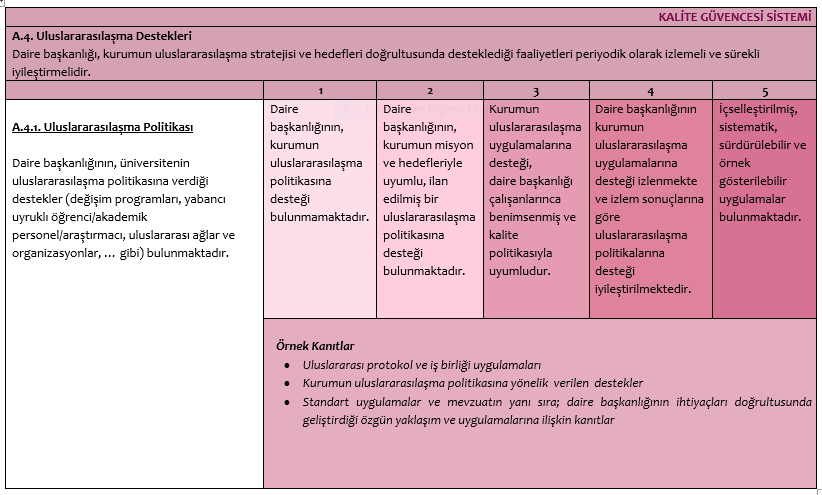 KALİTE GÜVENCESİ SİSTEMİ
A.4. Uluslararasılaşma Destekleri
Daire başkanlığı, kurumun uluslararasılaşma stratejisi ve hedefleri doğrultusunda desteklediği faaliyetleri periyodik olarak izlemeli ve sürekli
iyileştirmelidir.
1
2
3
4
5
A.4.1. Uluslararasılaşma Politikası
Daire başkanlığının, üniversitenin
uluslararasılaşma politikasına verdiği
destekler (değişim programları, yabancı
uyruklu öğrenci/akademik
personel/araştırmacı, uluslararası ağlar ve
organizasyonlar, … gibi) bulunmaktadır.
Daire
başkanlığının,
kurumun
uluslararasılaşma
politikasına
desteği
bulunmamaktadır.
Daire
başkanlığının,
kurumun misyon
ve hedefleriyle
uyumlu, ilan
edilmiş bir
uluslararasılaşma
politikasına
desteği
bulunmaktadır.
Kurumun
uluslararasılaşma
uygulamalarına
desteği,
daire başkanlığı
çalışanlarınca
benimsenmiş ve
kalite
politikasıyla
uyumludur.
Daire başkanlığının
kurumun
uluslararasılaşma
uygulamalarına
desteği izlenmekte
ve izlem sonuçlarına
göre
uluslararasılaşma
politikalarına
desteği
iyileştirilmektedir.
İçselleştirilmiş,
sistematik,
sürdürülebilir ve
örnek
gösterilebilir
uygulamalar
bulunmaktadır.
Örnek Kanıtlar
• Uluslararası protokol ve iş birliği uygulamaları
• Kurumun uluslararasılaşma politikasına yönelik verilen destekler
• Standart uygulamalar ve mevzuatın yanı sıra; daire başkanlığının ihtiyaçları doğrultusunda
geliştirdiği özgün yaklaşım ve uygulamalarına ilişkin kanıtlar